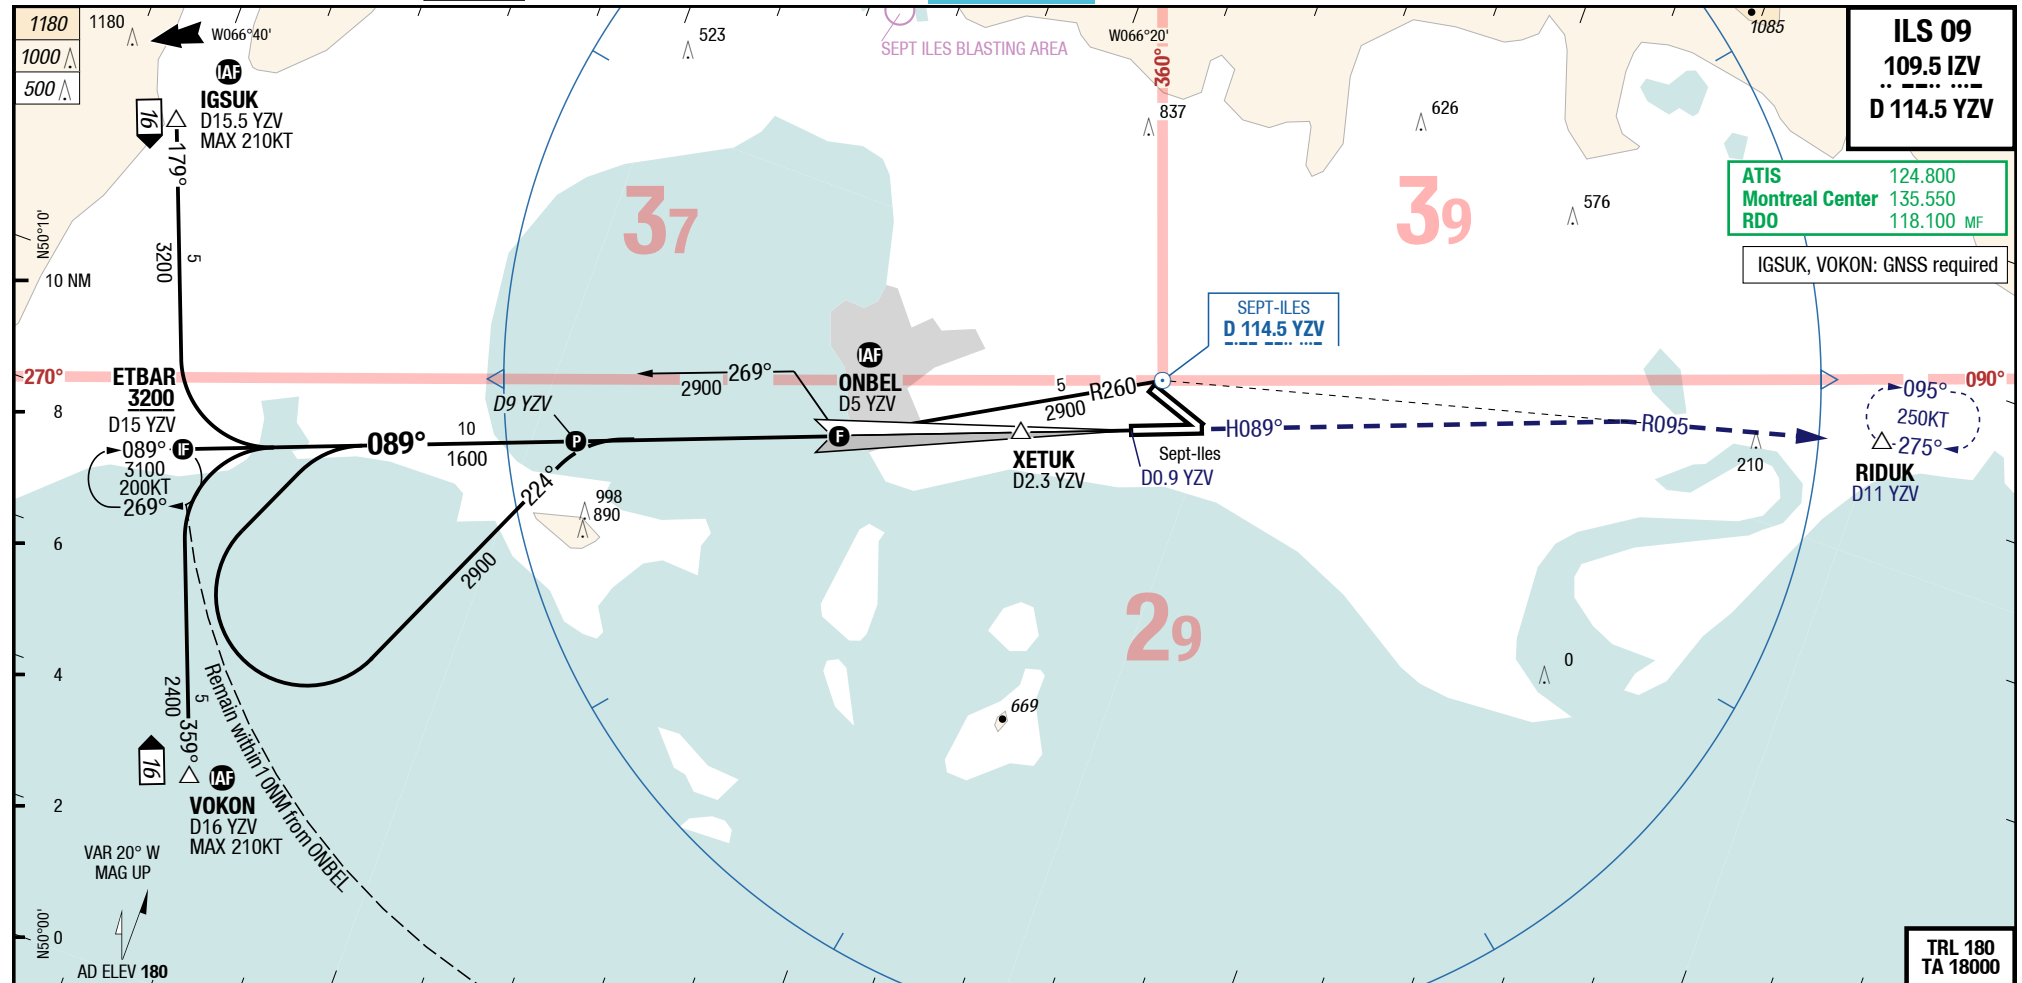 1180
1000
500
1180
W066°40'
IAF
IGSUK
D15.5 YZV
MAX 210KT
16
179°
3200
5
N50°10'
10 NM
523
SEPT ILES BLASTING AREA
W066°20'
360°
837
626
576
1085
ILS 09
109.5 IZV
D 114.5 YZV
ATIS 124.800
Montreal Center 135.550
RDO 118.100 MF
IGSUK, VOKON: GNSS required
37
39
SEPT-ILES
D 114.5 YZV
270°
090°
ETBAR
3200
D15 YZV
089°
3100
200KT
269°
IF
8
089°
10
1600
D9 YZV
P
269°
2900
IAF
ONBEL
D5 YZV
F
5
R260
2900
XETUK
D2.3 YZV
Sept-Iles
D0.9 YZV
H089°
R095
095°
250KT
275°
RIDUK
D11 YZV
210
224°
2900
998
890
6
29
4
0
669
2400
5
359°
16
IAF
VOKON
D16 YZV
MAX 210KT
Remain within 10NM from ONBEL
2
VAR 20° W
MAG UP
N50°00'
0
AD ELEV 180
TRL 180
TA 18000